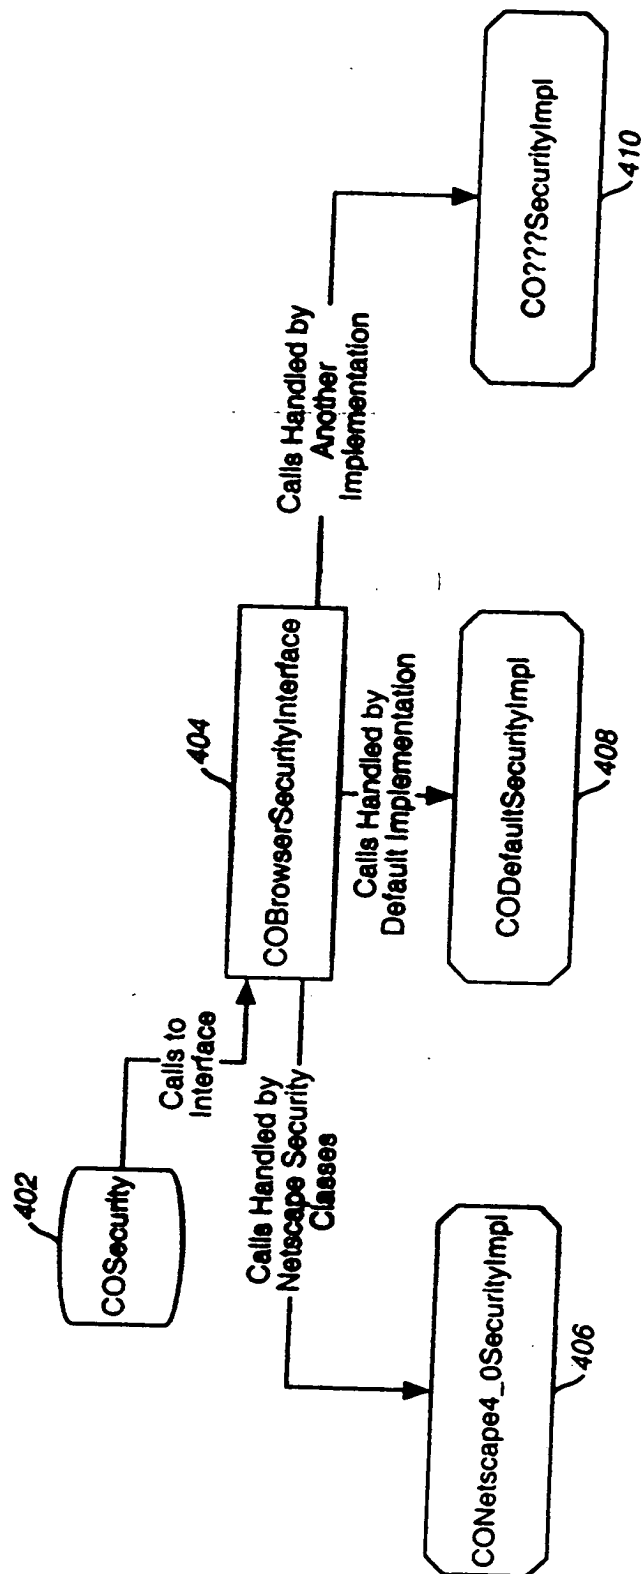 402
COSecurity
Calls to
Interface
404
COBrowserSecurityInterface
Calls Handled by
Netscape Security
Classes
Calls Handled by
Default Implementation
Calls Handled by
Another
Implementation
CONetscape4_0SecurityImpl
406
CODefaultSecurityImpl
408
CO???SecurityImpl
410